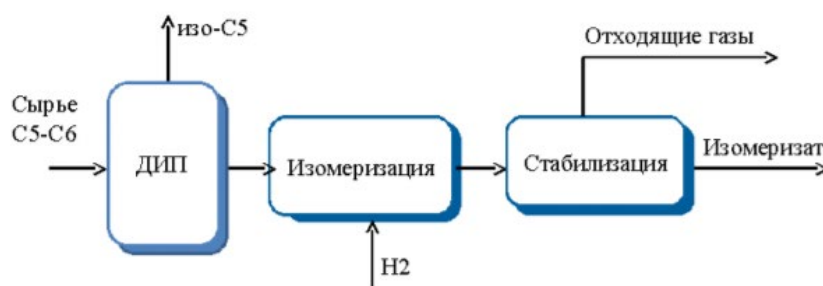 изо-С5
Отходящие газы
Сырье
С5-С6
ДИП
Изомеризация
Стабилизация
Изомеризат
Н2